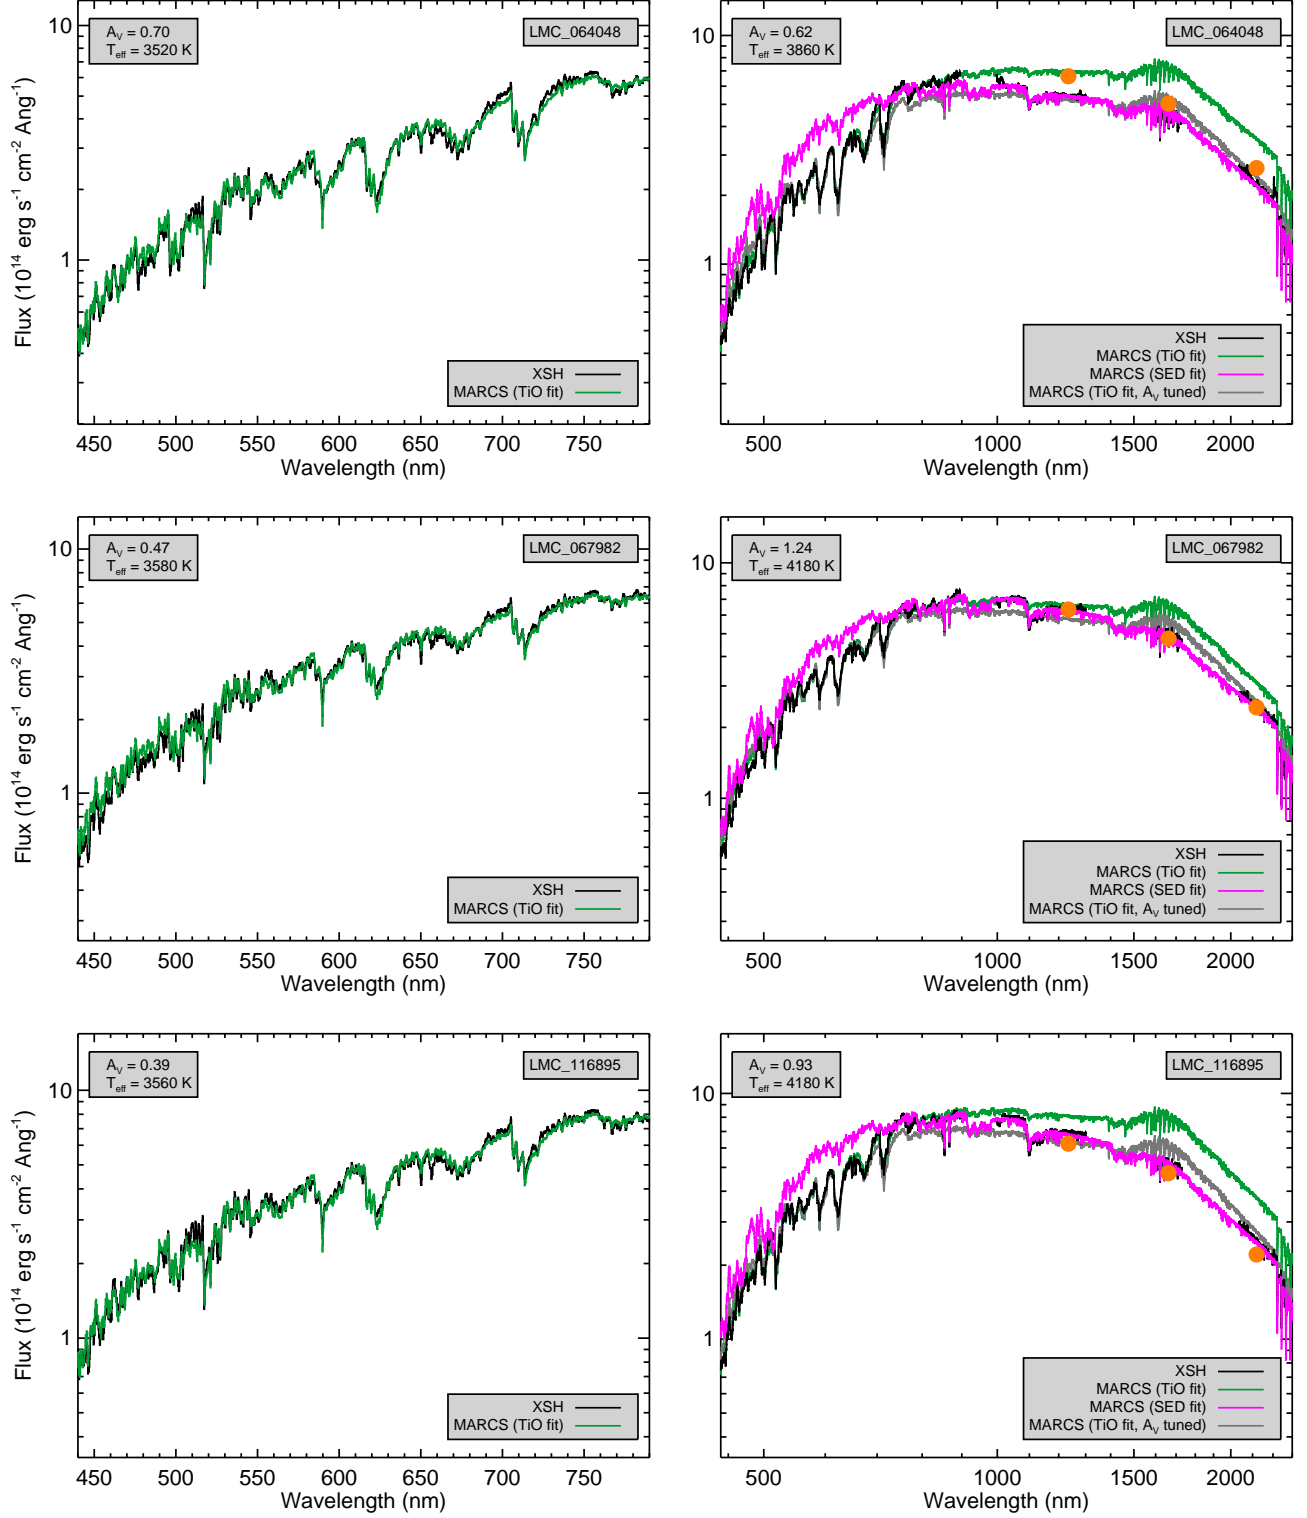 A_V = 0.70
T_eff = 3520 K
LMC_064048
10
1
Flux (10^14 erg s^-1 cm^-2 Ang^-1)
XSH
MARCS (TiO fit)
450 500 550 600 650 700 750
Wavelength (nm)
A_V = 0.62
T_eff = 3860 K
LMC_064048
10
1
XSH
MARCS (TiO fit)
MARCS (SED fit)
MARCS (TiO fit, A_V tuned)
500 1000 1500 2000
Wavelength (nm)
A_V = 0.47
T_eff = 3580 K
LMC_067982
10
1
Flux (10^14 erg s^-1 cm^-2 Ang^-1)
XSH
MARCS (TiO fit)
450 500 550 600 650 700 750
Wavelength (nm)
A_V = 1.24
T_eff = 4180 K
LMC_067982
10
1
XSH
MARCS (TiO fit)
MARCS (SED fit)
MARCS (TiO fit, A_V tuned)
500 1000 1500 2000
Wavelength (nm)
A_V = 0.39
T_eff = 3560 K
LMC_116895
10
1
Flux (10^14 erg s^-1 cm^-2 Ang^-1)
XSH
MARCS (TiO fit)
450 500 550 600 650 700 750
Wavelength (nm)
A_V = 0.93
T_eff = 4180 K
LMC_116895
10
1
XSH
MARCS (TiO fit)
MARCS (SED fit)
MARCS (TiO fit, A_V tuned)
500 1000 1500 2000
Wavelength (nm)